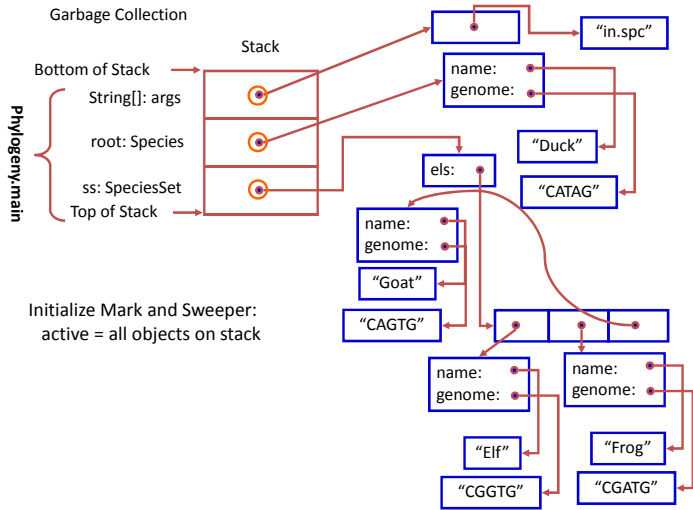 Garbage Collection
Stack
Bottom of Stack
String[]: args
root: Species
ss: SpeciesSet
Top of Stack
Phylogeny.main
“in.spc”
name:
genome:
“Duck”
“CATAG”
els:
name:
genome:
“Goat”
“CAGTG”
Initialize Mark and Sweeper:
active = all objects on stack
name:
genome:
“Elf”
“CGGTG”
name:
genome:
“Frog”
“CGATG”